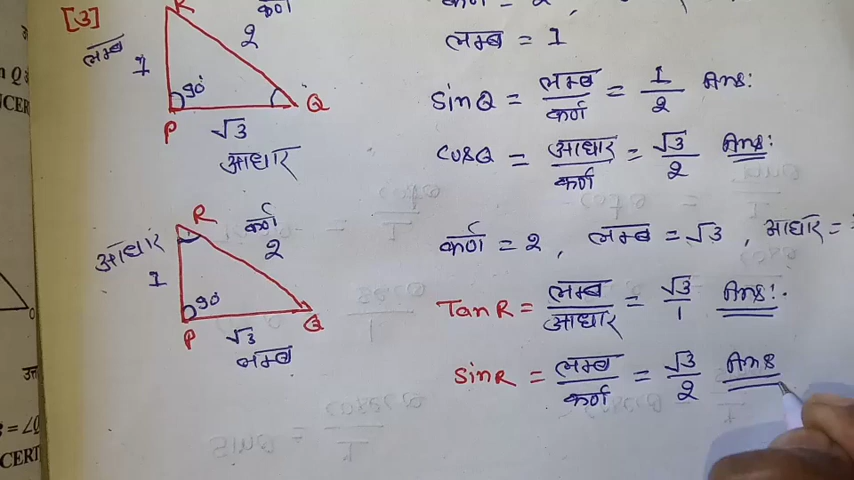 [3]
R
कर्ण
लम्ब 1
2
90°
P
Q
√3
आधार
लम्ब = 1
SinQ = लम्ब/कर्ण = 1/2 Ans:
CosQ = आधार/कर्ण = √3/2 Ans:
R
कर्ण
आधार
1
2
90°
P
Q
√3
लम्ब
कर्ण = 2, लम्ब = √3, आधार =
TanR = लम्ब/आधार = √3/1 Ans:
SinR = लम्ब/कर्ण = √3/2 Ans